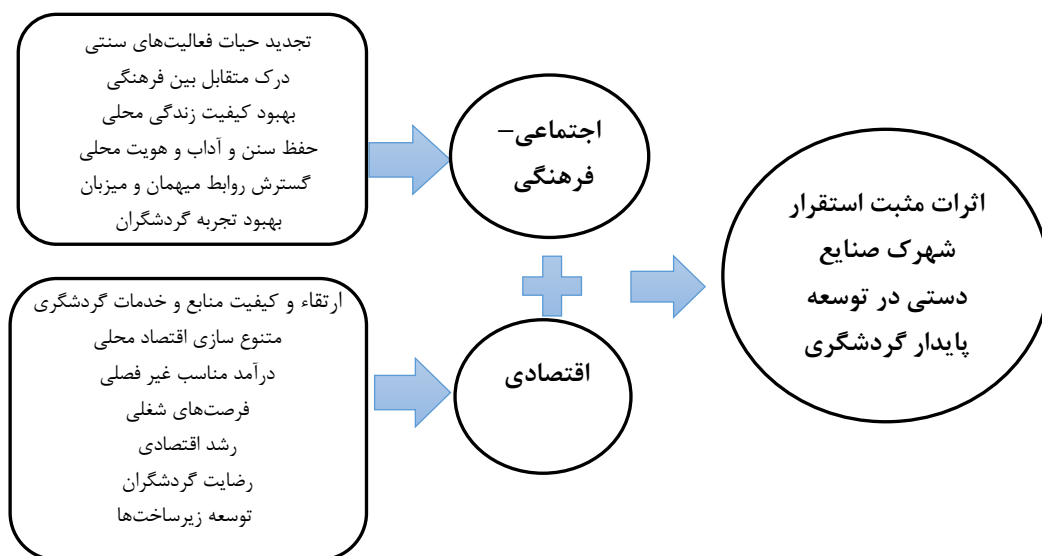 تجدید حیات فعالیت‌های سنتی
درک متقابل بین فرهنگی
بهبود کیفیت زندگی محلی
حفظ سنن و آداب و هویت محلی
گسترش روابط میهمان و میزبان
بهبود تجربه گردشگران
اجتماعی–
فرهنگی
ارتقاء و کیفیت منابع و خدمات گردشگری
متنوع سازی اقتصاد محلی
درآمد مناسب غیر فصلی
فرصت‌های شغلی
رشد اقتصادی
رضایت گردشگران
توسعه زیرساخت‌ها
اقتصادی
اثرات مثبت استقرار
شهرک صنایع
دستی در توسعه
پایدار گردشگری